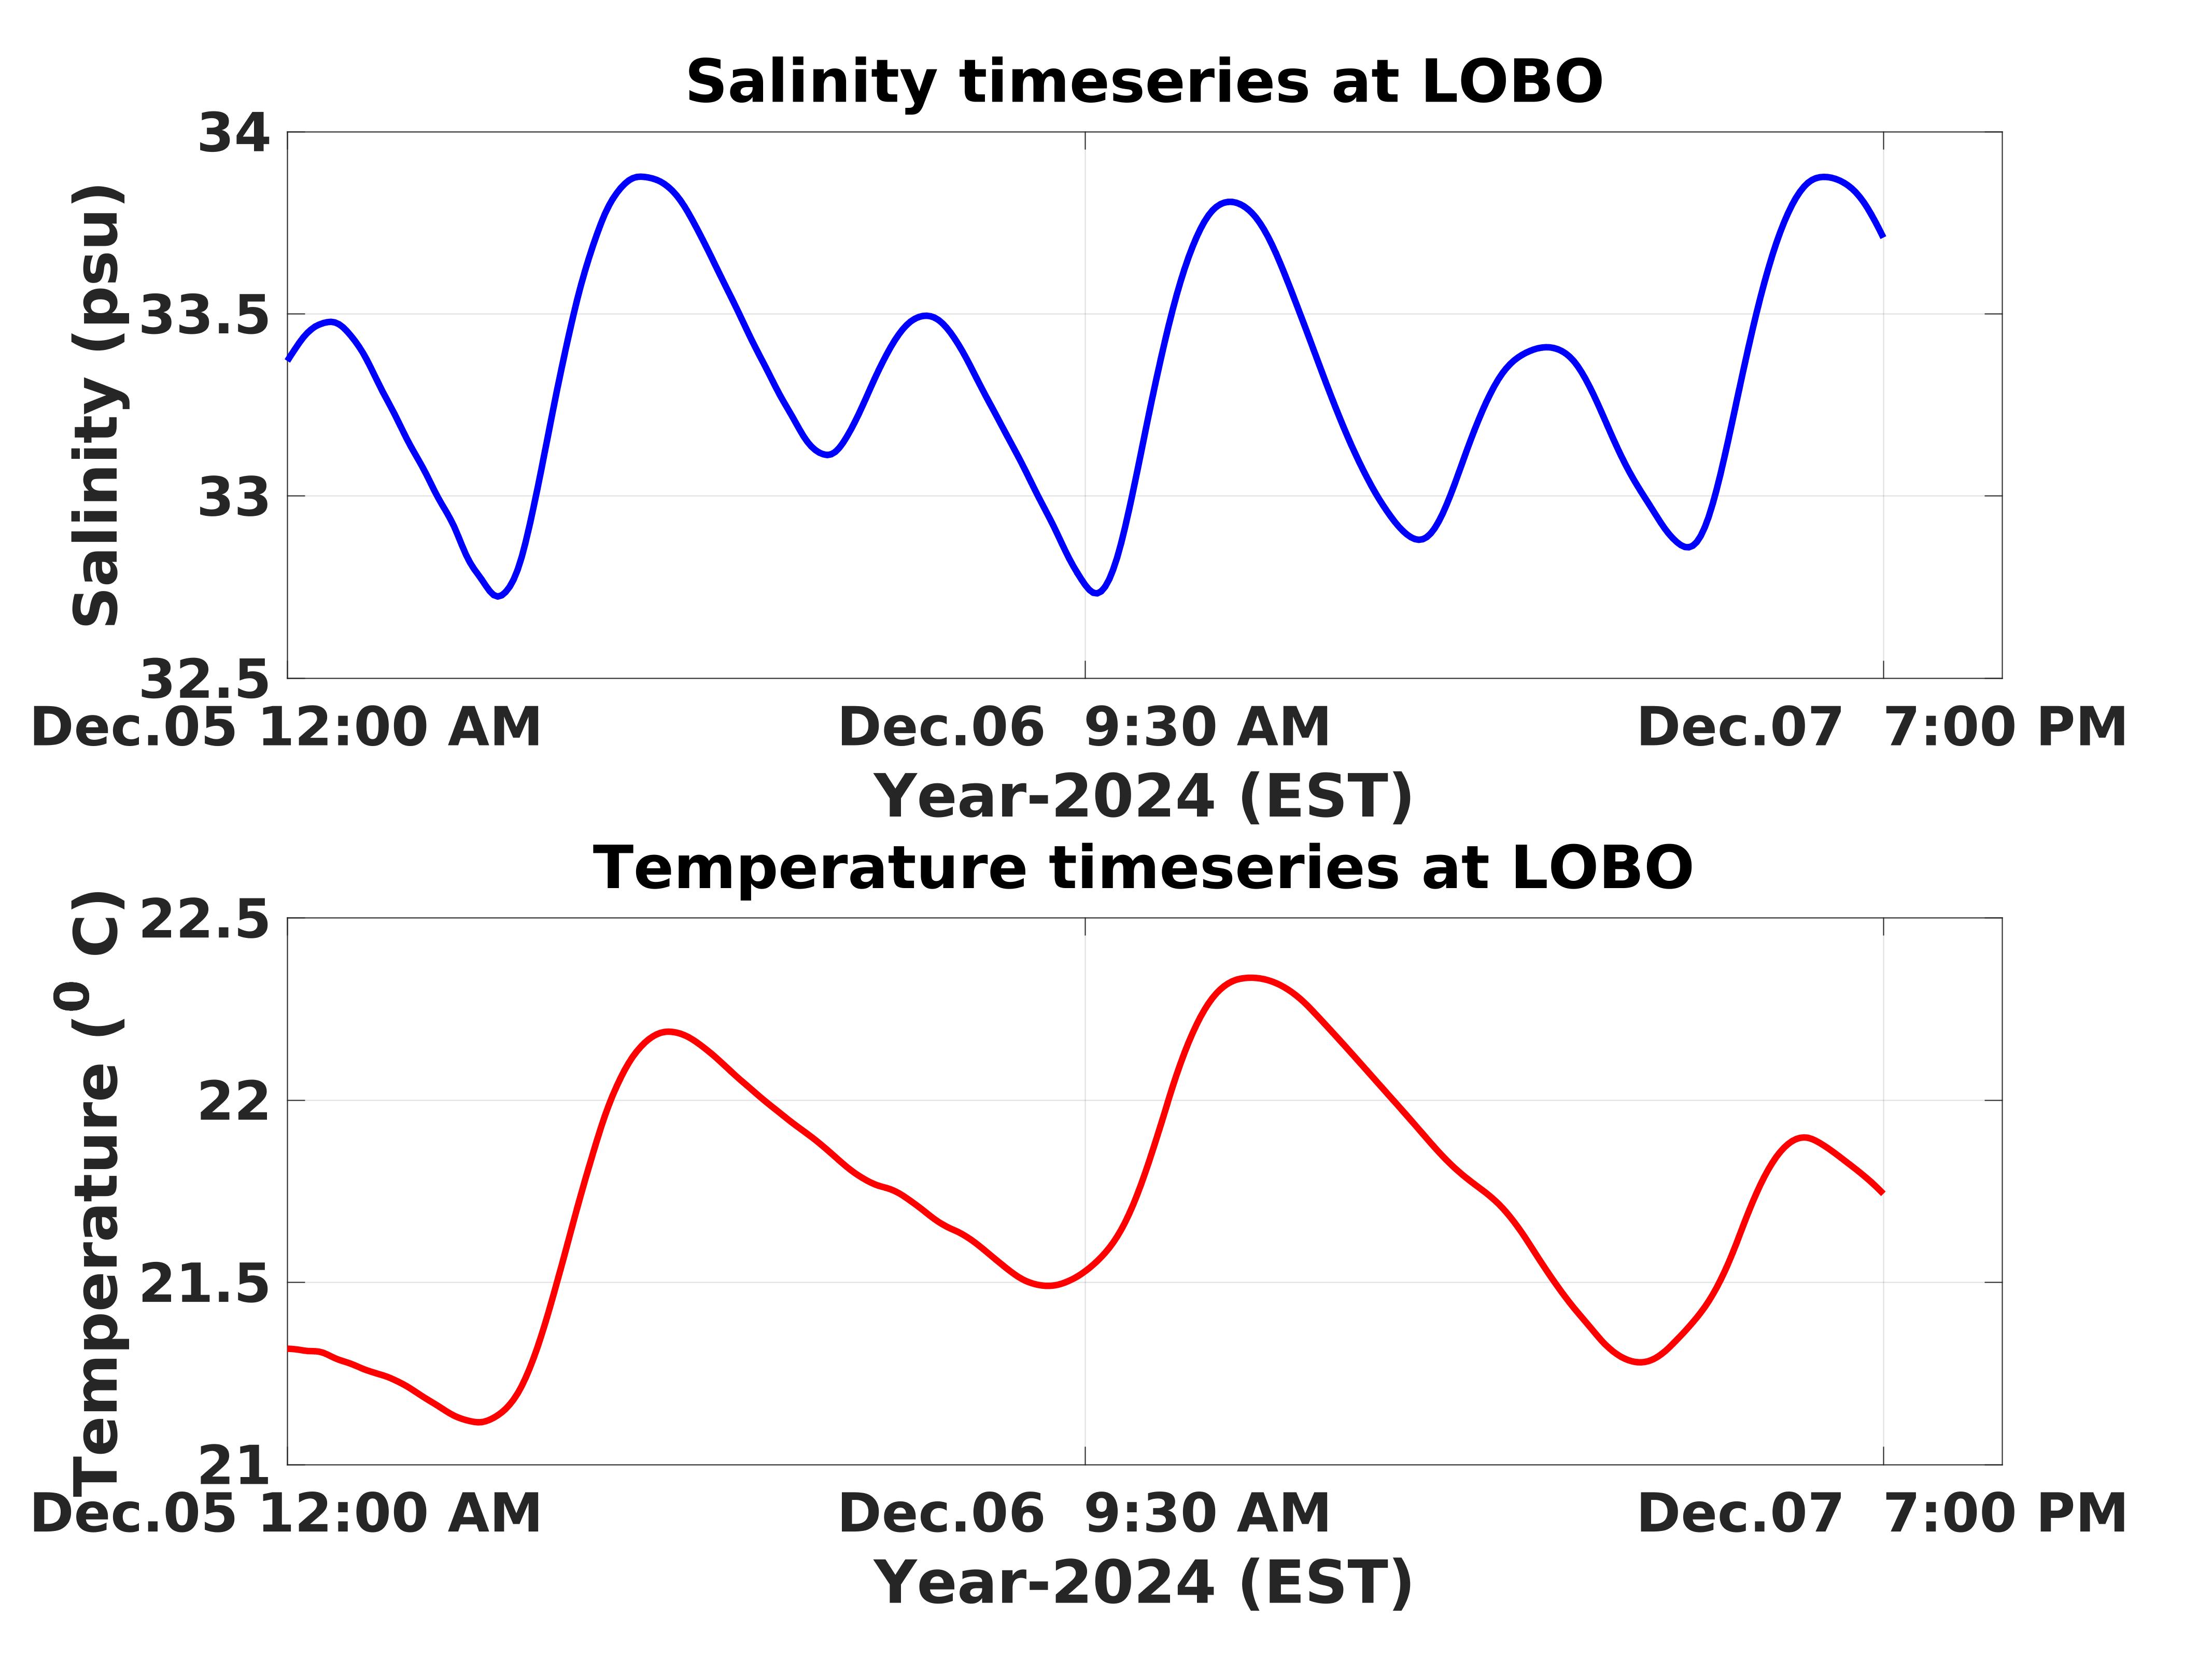 Salinity timeseries at LOBO
Salinity (psu)
34
33.5
33
32.5
Dec.05 12:00 AM Dec.06  9:30 AM Dec.07  7:00 PM
Year-2024 (EST)
Temperature timeseries at LOBO
Temperature (⁰ C)
22.5
22
21.5
21
Dec.05 12:00 AM Dec.06  9:30 AM Dec.07  7:00 PM
Year-2024 (EST)